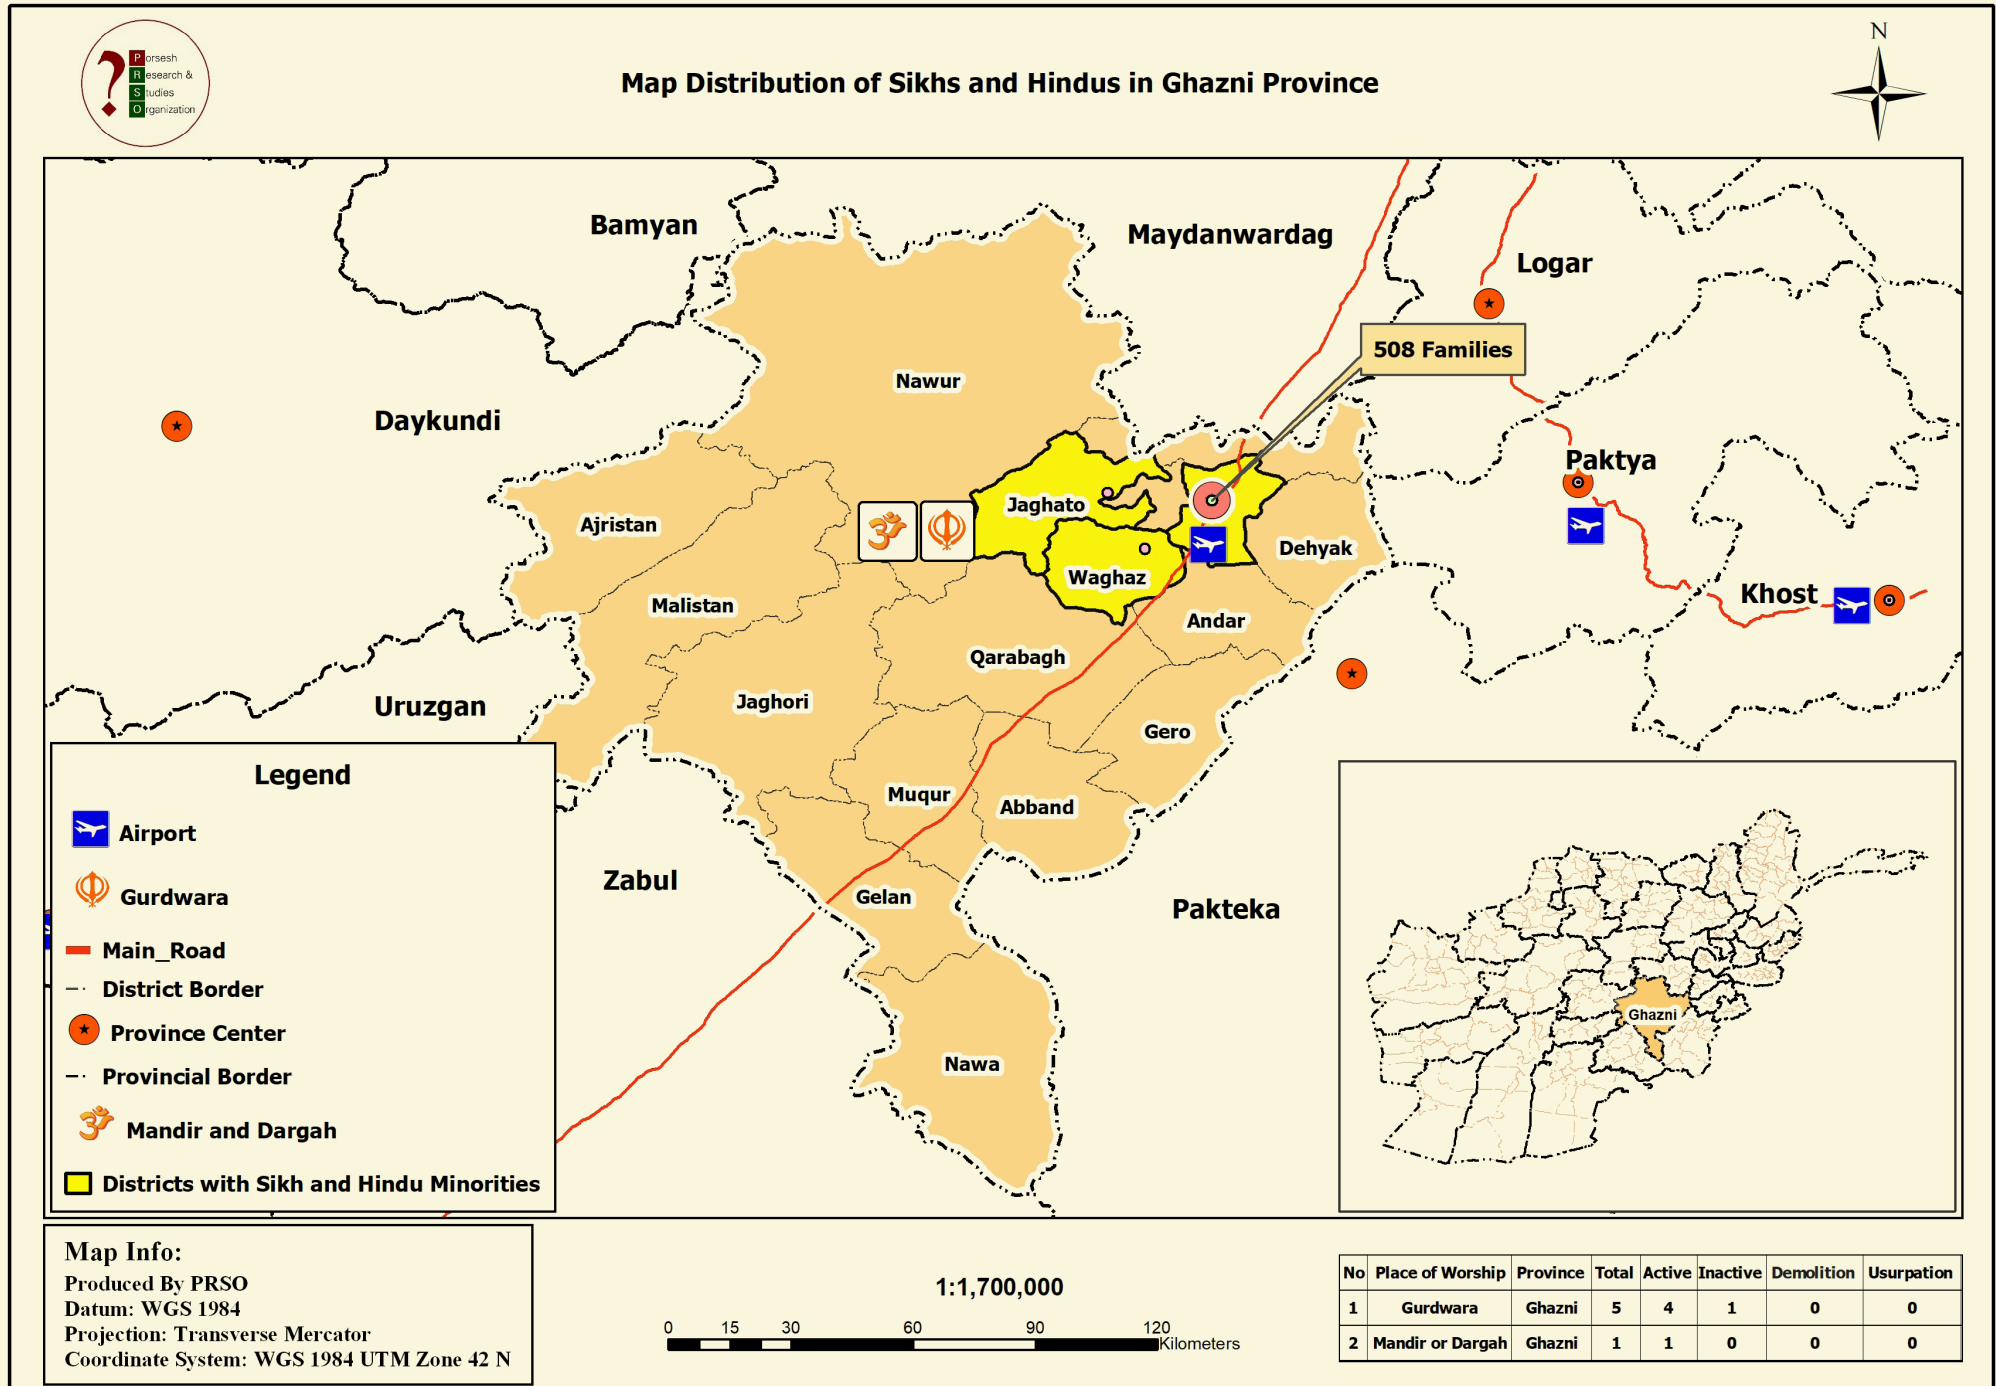 Porsesh
Research &
Studies
Organization
Map Distribution of Sikhs and Hindus in Ghazni Province
N
Bamyan
Maydanwardag
Logar
508 Families
Nawur
Daykundi
Paktya
Jaghato
Ajristan
Dehyak
Waghaz
Khost
Malistan
Andar
Qarabagh
Uruzgan
Jaghori
Gero
Muqur
Abband
Zabul
Gelan
Pakteka
Nawa
Ghazni
Legend
Airport
Gurdwara
Main_Road
District Border
Province Center
Provincial Border
Mandir and Dargah
Districts with Sikh and Hindu Minorities
Map Info:
Produced By PRSO
Datum: WGS 1984
Projection: Transverse Mercator
Coordinate System: WGS 1984 UTM Zone 42 N
1:1,700,000
0 15 30 60 90 120
Kilometers
No Place of Worship Province Total Active Inactive Demolition Usurpation
1 Gurdwara Ghazni 5 4 1 0 0
2 Mandir or Dargah Ghazni 1 1 0 0 0